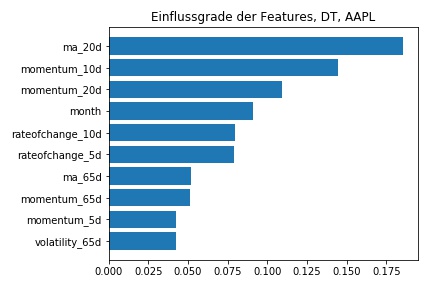 Einflussgrade der Features, DT, AAPL
ma_20d
momentum_10d
momentum_20d
month
rateofchange_10d
rateofchange_5d
ma_65d
momentum_65d
momentum_5d
volatility_65d
0.000 0.025 0.050 0.075 0.100 0.125 0.150 0.175